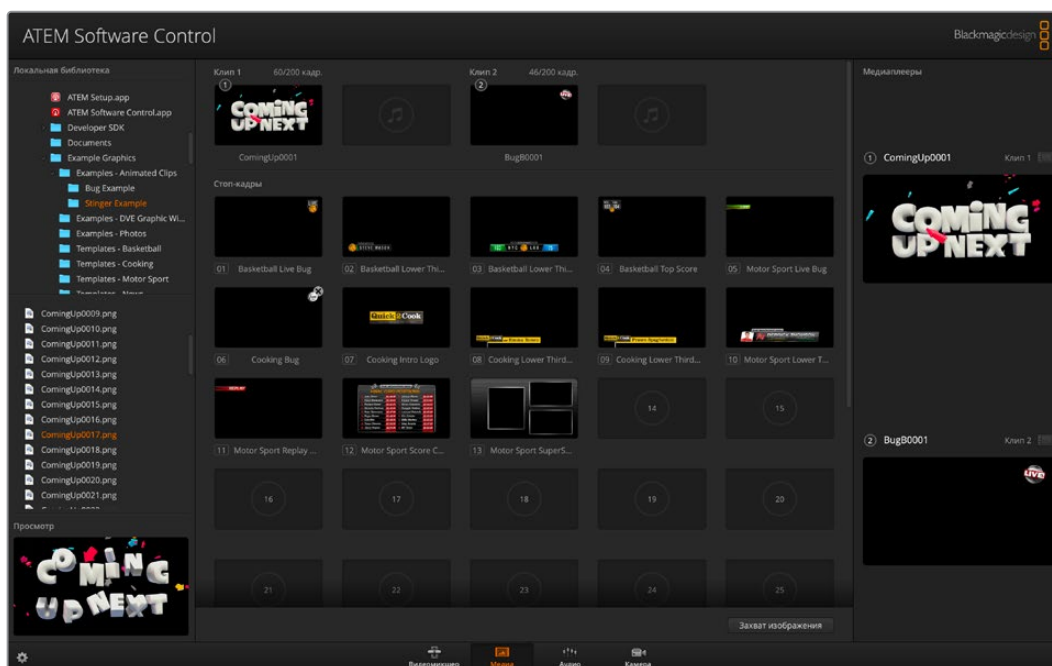 ATEM Software Control
Blackmagicdesign
Локальная библиотека
ATEM Setup.app
ATEM Software Control.app
Developer SDK
Documents
Example Graphics
Examples - Animated Clips
Bug Example
Stinger Example
Examples - DVE Graphic Wi...
Examples - Photos
Templates - Basketball
Templates - Cooking
Templates - Motor Sport
ComingUp0009.png
ComingUp0010.png
ComingUp0011.png
ComingUp0012.png
ComingUp0013.png
ComingUp0014.png
ComingUp0015.png
ComingUp0016.png
ComingUp0017.png
ComingUp0018.png
ComingUp0019.png
ComingUp0020.png
ComingUp0021.png
Просмотр
COMING
UP NEXT
Клип 1 60/200 кадр.
Клип 2 46/200 кадр.
1
2
COMING
UP NEXT
ComingUp0001
BugB0001
Стоп-кадры
01 Basketball Live Bug
02 Basketball Lower Thi...
03 Basketball Lower Thi...
04 Basketball Top Score
05 Motor Sport Live Bug
Quick 2 Cook
06 Cooking Bug
07 Cooking Intro Logo
08 Cooking Lower Third...
09 Cooking Lower Third...
10 Motor Sport Lower T...
REPLAY
14
15
11 Motor Sport Replay ...
12 Motor Sport Score C...
13 Motor Sport SuperS...
16
17
18
19
20
21
22
23
24
25
Захват изображения
Медиаплееры
1 ComingUp0001 Клип 1
COMING
UP NEXT
2 BugB0001 Клип 2
LIVE
Видеомикшер
Медиа
Аудио
Камера